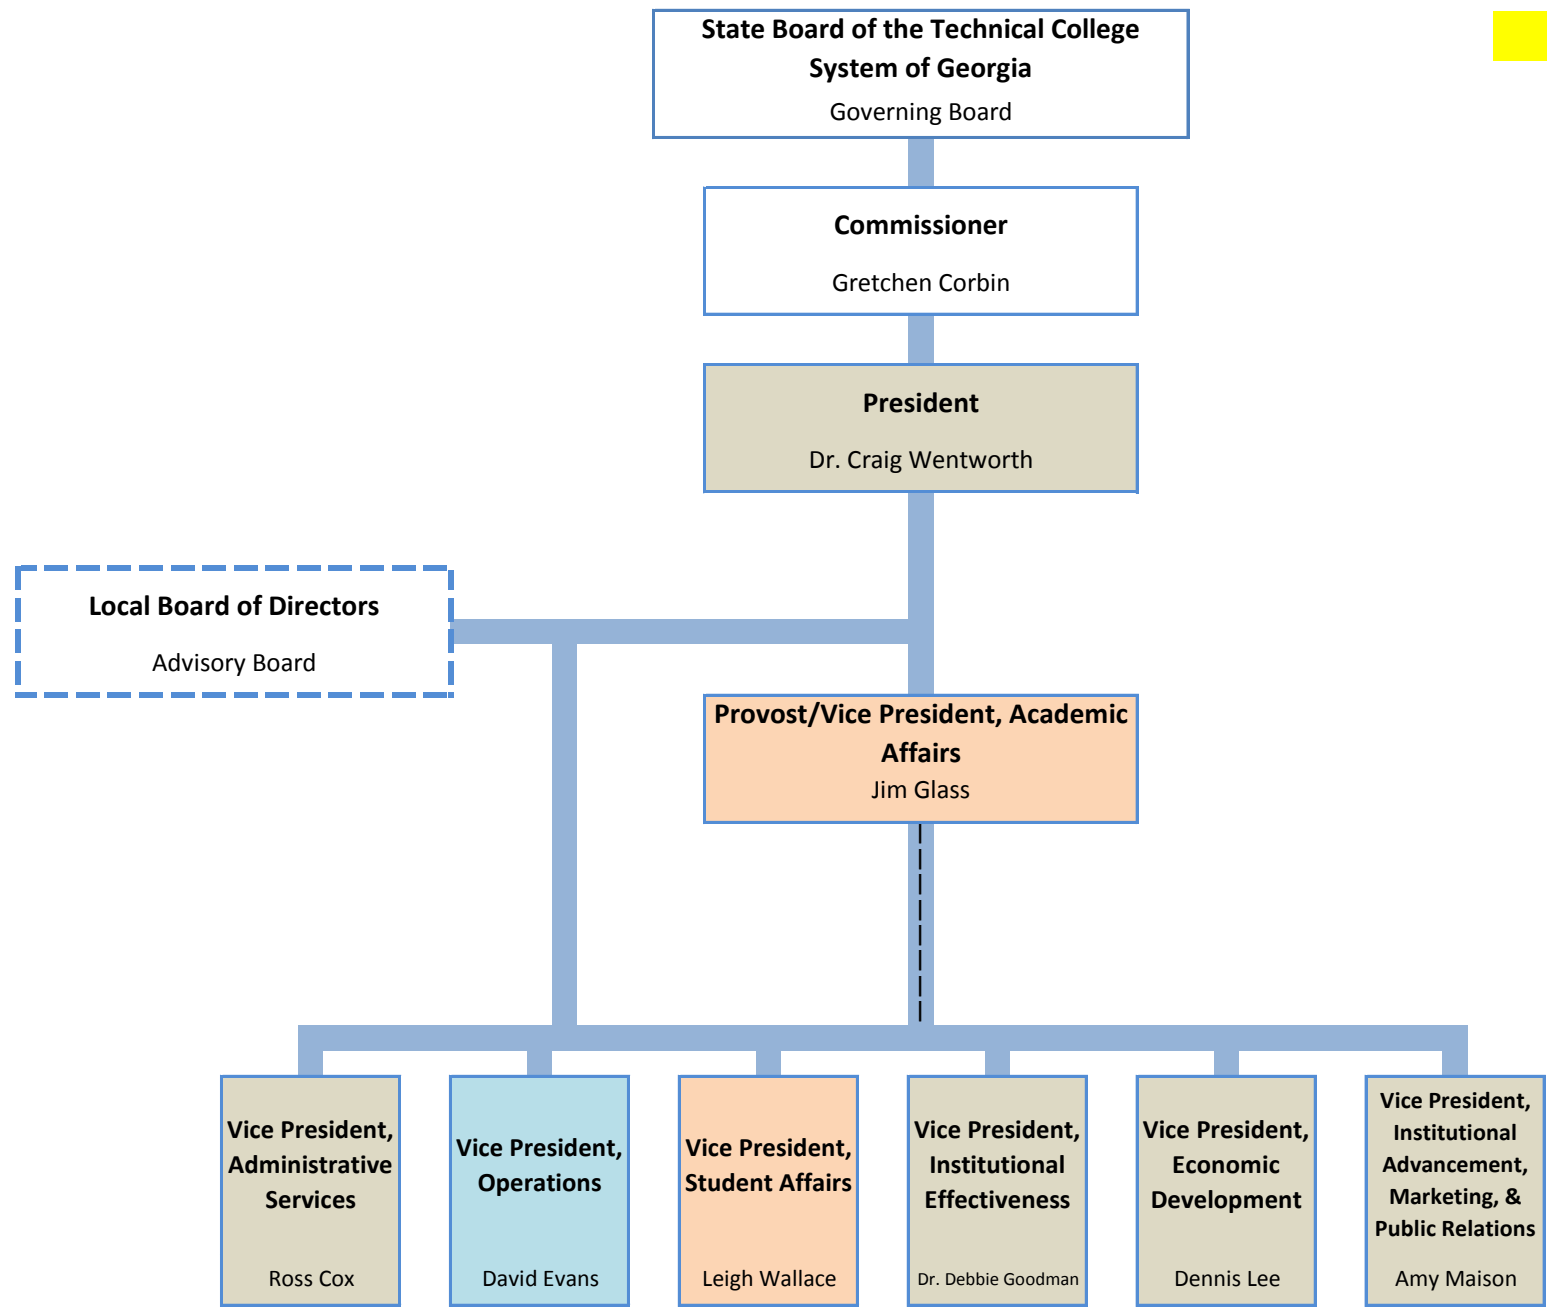 State Board of the Technical College
System of Georgia
Governing Board
Commissioner
Gretchen Corbin
President
Dr. Craig Wentworth
Local Board of Directors
Advisory Board
Provost/Vice President, Academic
Affairs
Jim Glass
Vice President,
Administrative
Services
Ross Cox
Vice President,
Operations
David Evans
Vice President,
Student Affairs
Leigh Wallace
Vice President,
Institutional
Effectiveness
Dr. Debbie Goodman
Vice President,
Economic
Development
Dennis Lee
Vice President,
Institutional
Advancement,
Marketing, &
Public Relations
Amy Maison